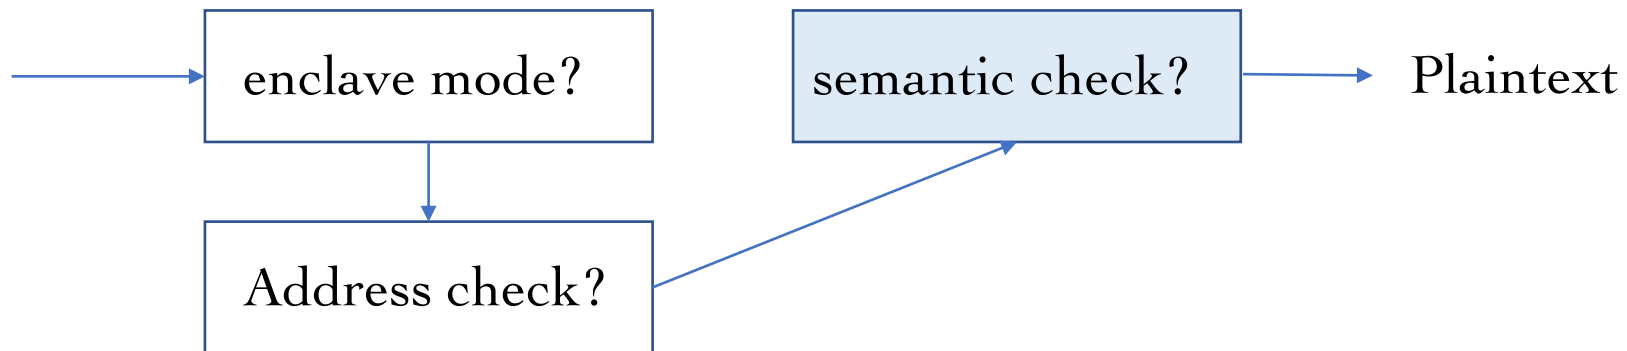 enclave mode?
Address check?
semantic check?
Plaintext